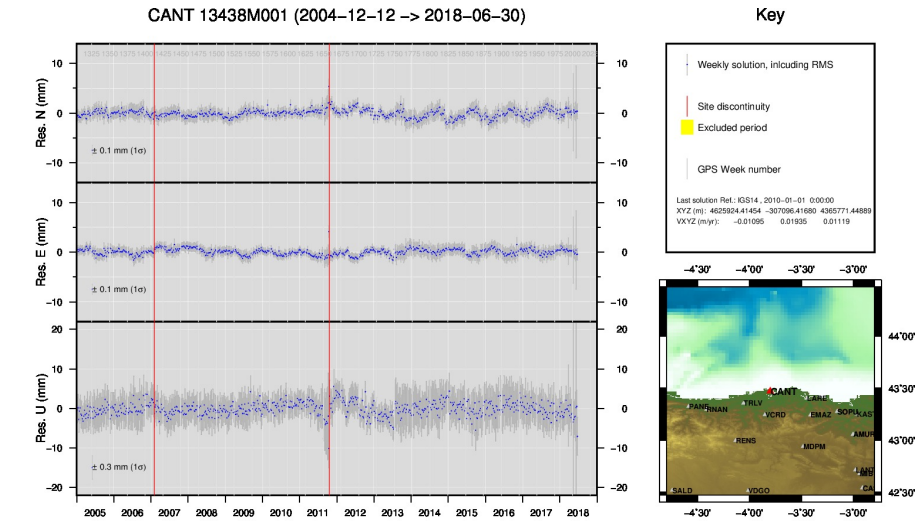 CANT 13438M001 (2004−12−12 −> 2018−06−30)
Key
Res. N (mm)
10
0
−10
10
0
−10
± 0.1 mm (1σ)
Res. E (mm)
10
0
−10
10
0
−10
± 0.1 mm (1σ)
Res. U (mm)
20
10
0
−10
−20
20
10
0
−10
−20
± 0.3 mm (1σ)
2005 2006 2007 2008 2009 2010 2011 2012 2013 2014 2015 2016 2017 2018
Weekly solution, inlcuding RMS
Site discontinuity
Excluded period
GPS Week number
Last solution Ref.: IGS14 , 2010−01−01 0:00:00
XYZ (m): 4625924.41454 −307096.41680 4365771.44889
VXYZ (m/yr): −0.01095 0.01935 0.01119
−4˚30' −4˚00' −3˚30' −3˚00'
44˚00'
43˚30'
43˚00'
42˚30'
CANT
TRLV
VCRD
EMAZ
SOPU
RENS
MDPM
SALD
VDGO
−4˚30' −4˚00' −3˚30' −3˚00'